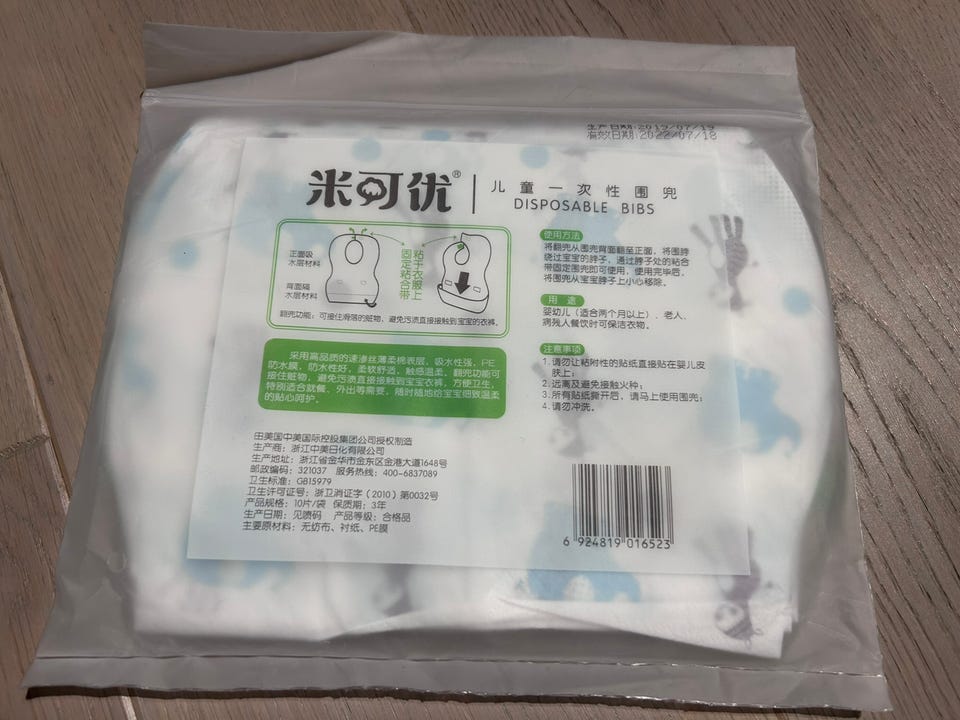 生产日期:2019/07/19
有效日期:2022/07/18
米可优® | 儿童一次性围兜
DISPOSABLE BIBS
正面吸
水层材料
背面隔
水层材料
固定粘合带
粘于衣服上
翻兜功能：可接住滑落的脏物，避免污渍直接接触到宝宝的衣裤。
采用高品质的速渗丝薄柔棉表层，吸水性强，PE
防水膜，防水性好，柔软舒适，触感温柔。翻兜功能可
接住脏物，避免污渍直接接触到宝宝衣裤，方便卫生，
特别适合就餐、外出等需要，随时随地给宝宝细致温柔
的贴心呵护。
由美国中美国际控股集团公司授权制造
生产商：浙江中美日化有限公司
生产地址：浙江省金华市金东区金港大道1648号
邮政编码：321037 服务热线：400-6837089
卫生标准：GB15979
卫生许可证号：浙卫消证字（2010）第0032号
产品规格：10片/袋 保质期：3年
生产日期：见喷码 产品等级：合格品
主要原材料：无纺布、衬纸、PE膜
使用方法
将翻兜从围兜背面翻至正面，将围脖
绕过宝宝的脖子，通过脖子处的粘合
带固定围兜即可使用，使用完毕后，
将围兜从宝宝脖子上小心移除。
用 途
婴幼儿（适合两个月以上）、老人、
病残人餐饮时可保洁衣物。
注意事项
1.请勿让粘附性的贴纸直接贴在婴儿皮
肤上；
2.远离及避免接触火种；
3.所有贴纸撕开后，请马上使用围兜；
4.请勿冲洗。
6 924819 016523